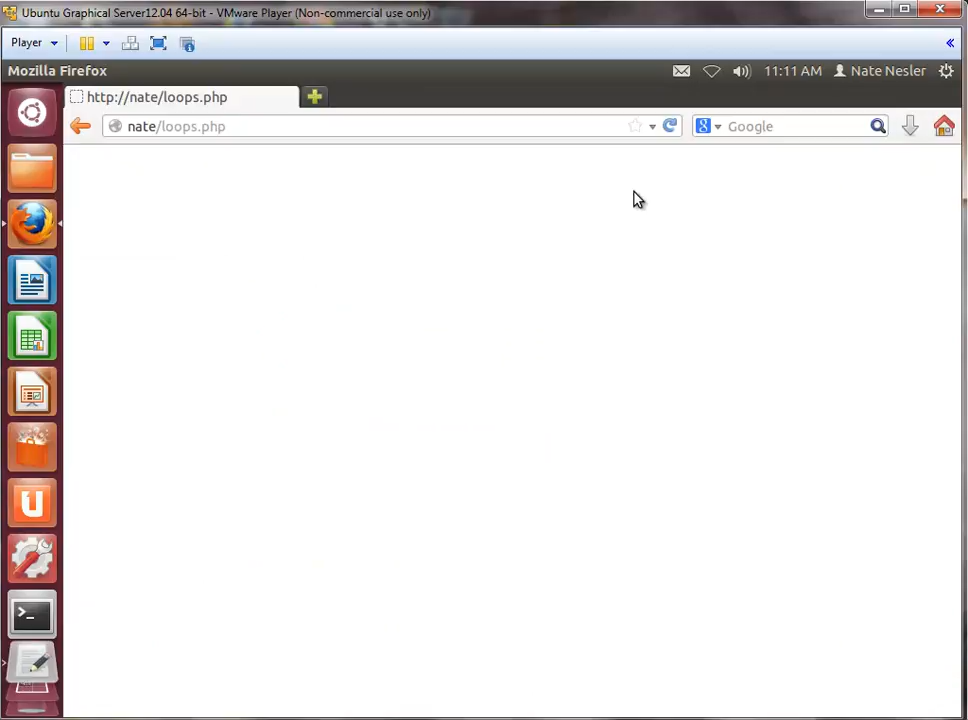 Ubuntu Graphical Server12.04 64-bit - VMware Player (Non-commercial use only)
Player
Mozilla Firefox
11:11 AM
Nate Nesler
http://nate/loops.php
nate/loops.php
Google